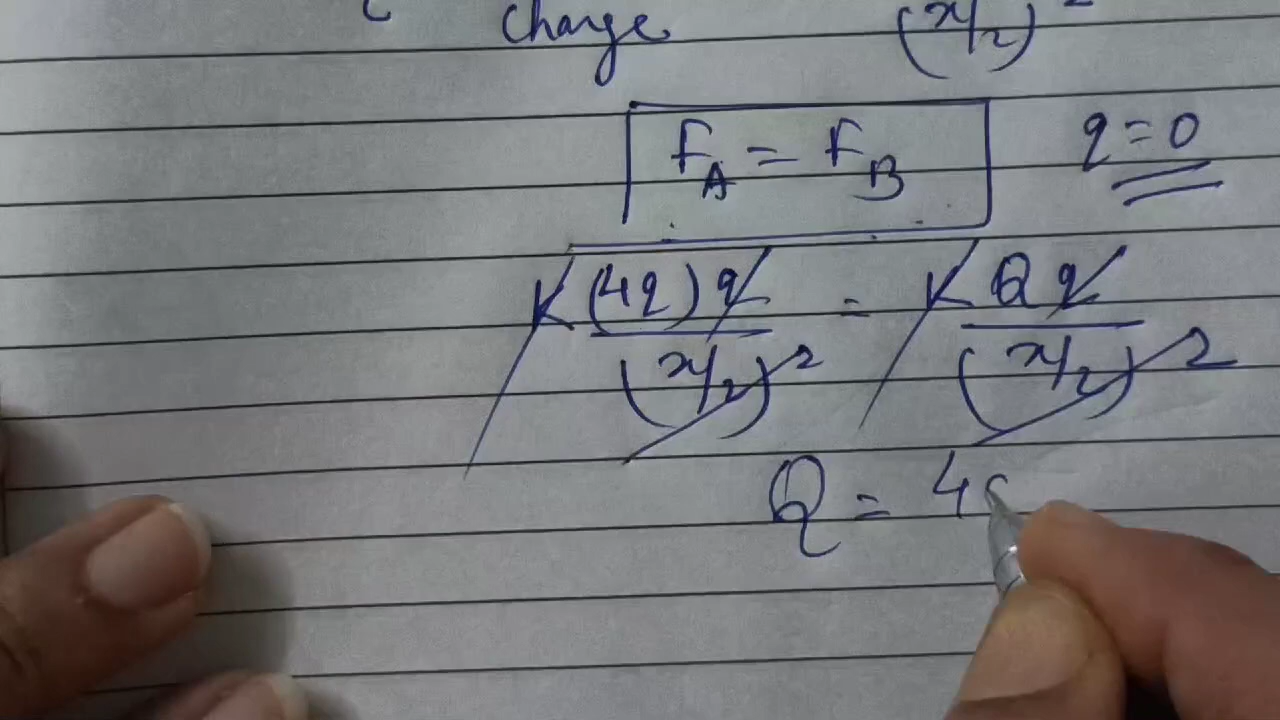 Charge (x/2)²
F_A = F_B q = 0
K(4q)q/(x/2)² = KQq/(x/2)²
Q = 4